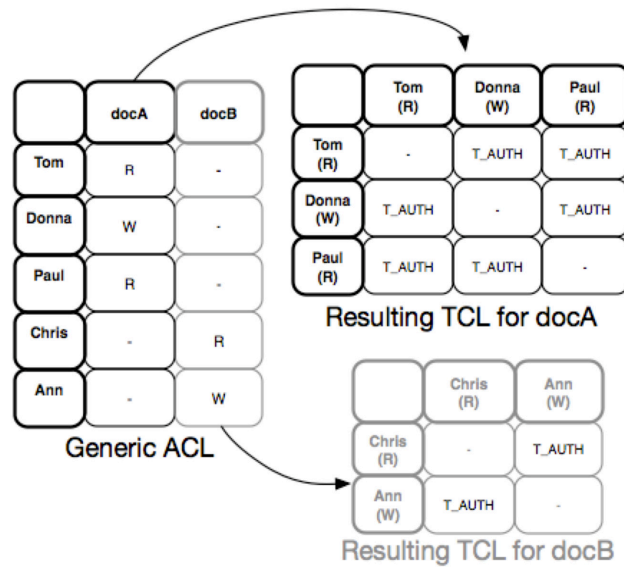 docA docB
Tom R -
Donna W -
Paul R -
Chris - R
Ann - W
Generic ACL
Tom Donna Paul
(R) (W) (R)
Tom
(R) - T_AUTH T_AUTH
Donna
(W) T_AUTH - T_AUTH
Paul
(R) T_AUTH T_AUTH -
Resulting TCL for docA
Chris Ann
(R) (W)
Chris
(R) - T_AUTH
Ann
(W) T_AUTH -
Resulting TCL for docB